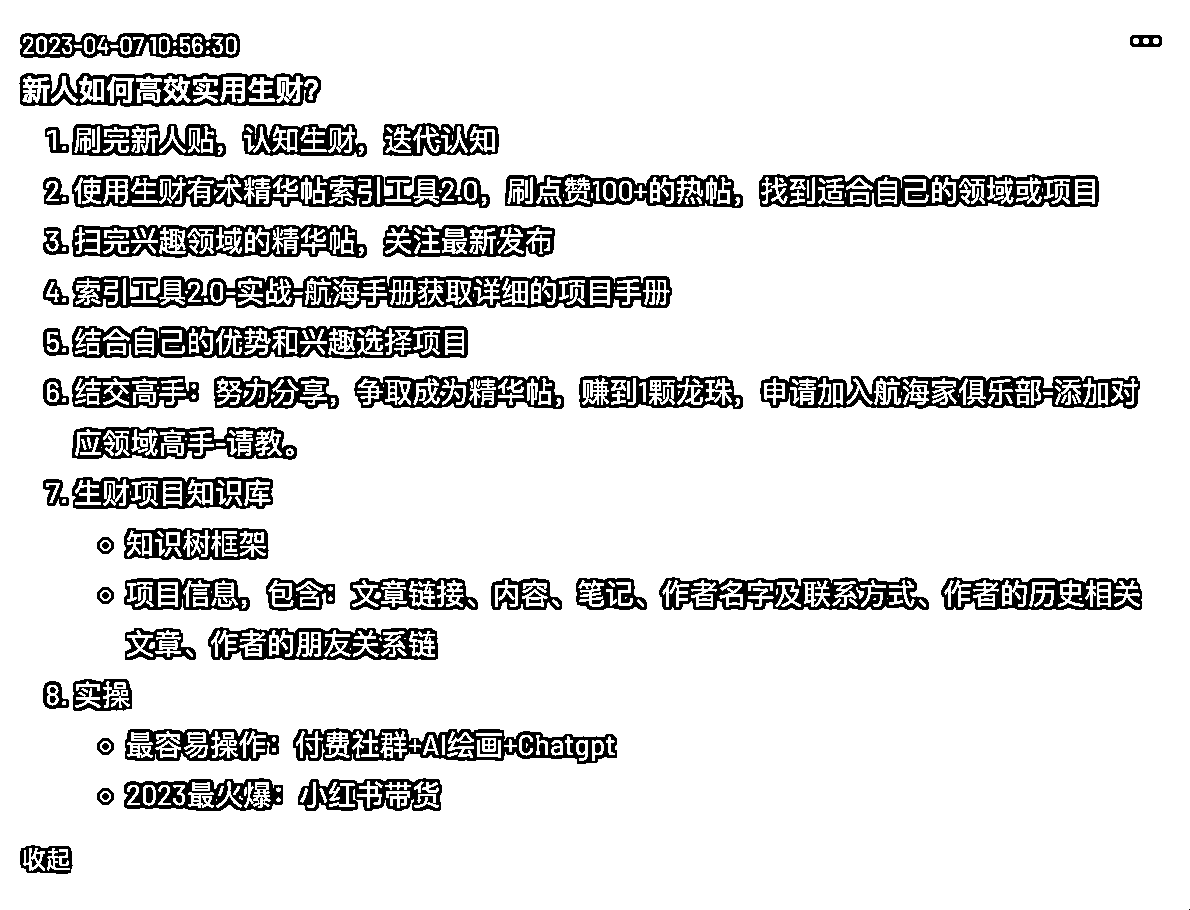 2023-04-07 10:56:30
新人如何高效实用生财？
1. 刷完新人贴，认知生财，迭代认知
2. 使用生财有术精华帖索引工具2.0，刷点赞100+的热帖，找到适合自己的领域或项目
3. 扫完兴趣领域的精华帖，关注最新发布
4. 索引工具2.0-实战-航海手册获取详细的项目手册
5. 结合自己的优势和兴趣选择项目
6. 结交高手：努力分享，争取成为精华帖，赚到1颗龙珠，申请加入航海家俱乐部-添加对
应领域高手-请教。
7. 生财项目知识库
知识树框架
项目信息，包含：文章链接、内容、笔记、作者名字及联系方式、作者的历史相关
文章、作者的朋友关系链
8. 实操
最容易操作：付费社群+AI绘画+Chatgpt
2023最火爆：小红书带货
收起